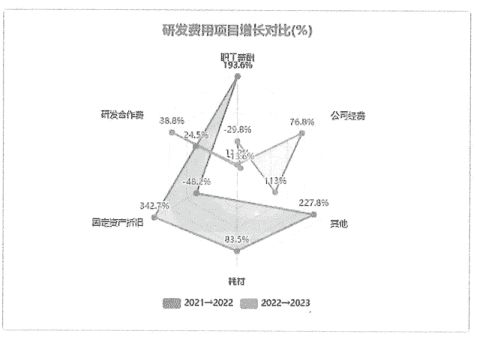 研发费用项目增长对比(%)
职工薪酬
193.6%
研发合作费
38.8%
76.8%
公司经费
24.5%
-29.8%
113%
-48.2%
342.7%
227.8%
固定资产折旧
其他
83.5%
耗材
2021→2022
2022→2023